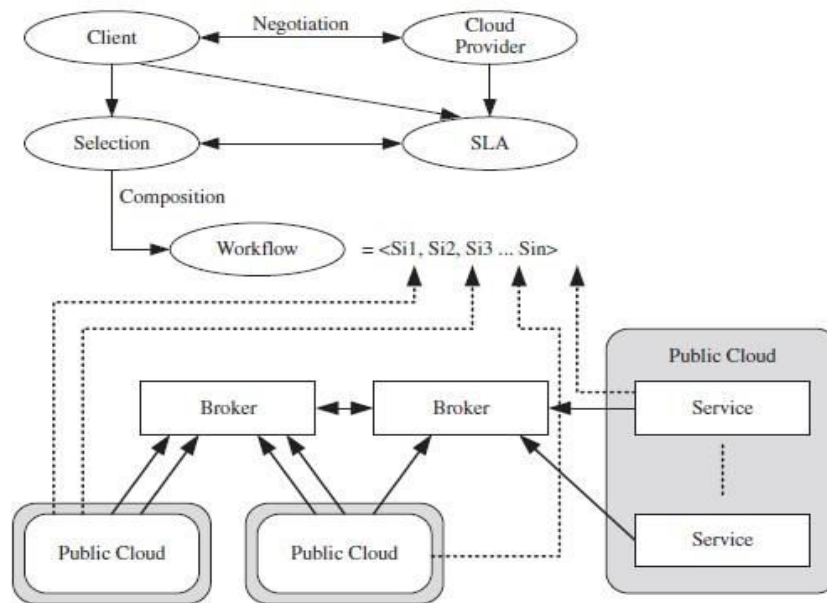 Client
Negotiation
Cloud
Provider
Selection
SLA
Composition
Workflow
= <Si1, Si2, Si3 ... Sin>
Public Cloud
Broker
Broker
Service
Public Cloud
Public Cloud
Service